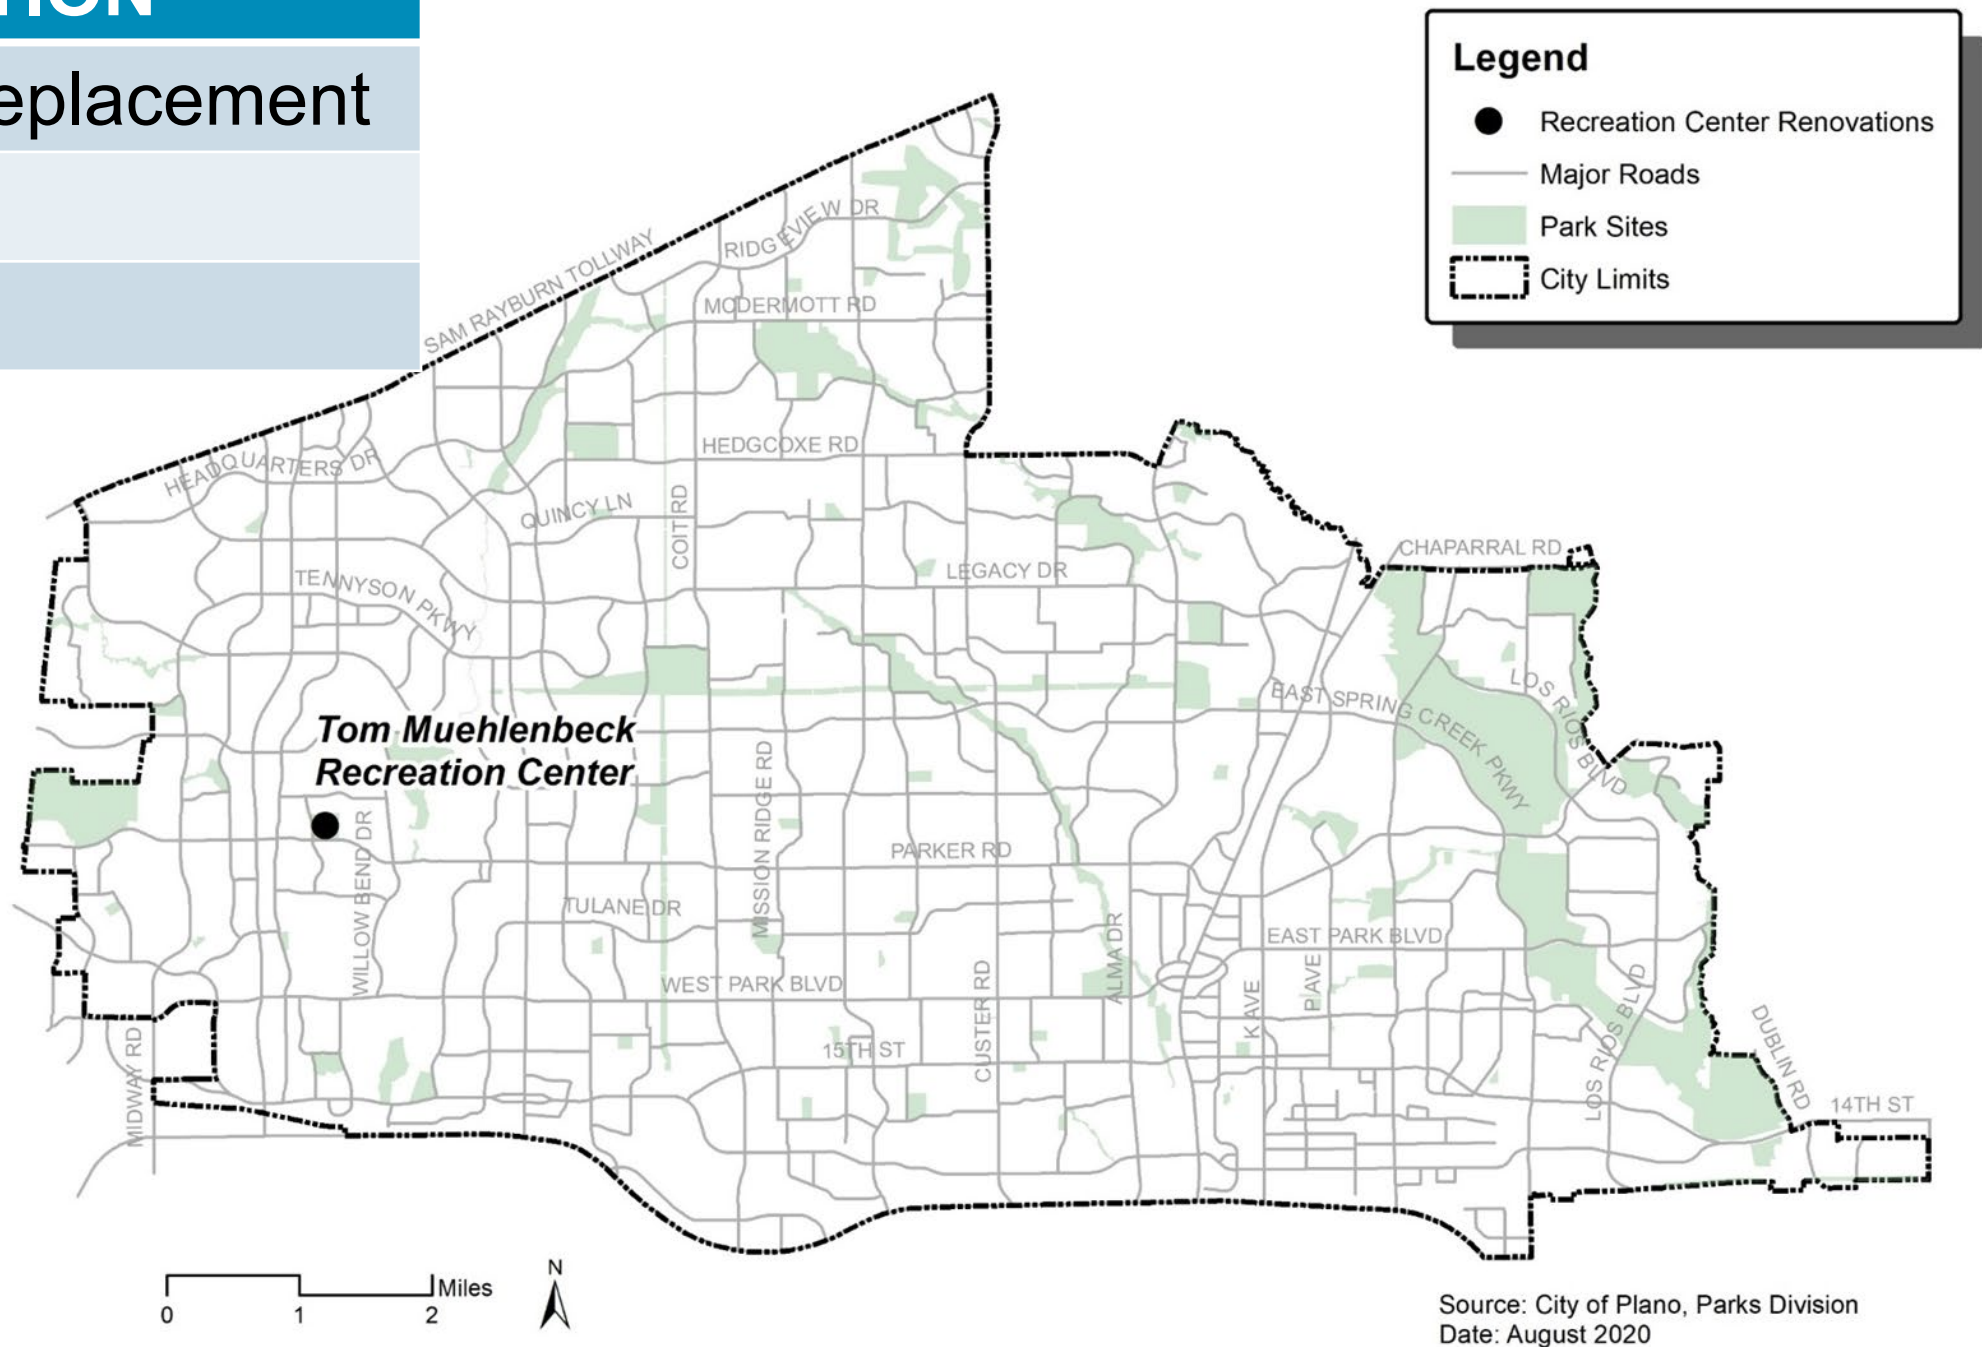 TION
eplacement
Legend
Recreation Center Renovations
Major Roads
Park Sites
City Limits
SAM RAYBURN TOLLWAY
RIDGEVIEW DR
MCDERMOTT RD
HEADQUARTERS DR
HEDGCOXE RD
QUINCY LN
COIT RD
CHAPARRAL RD
TENNYSON PKWY
LEGACY DR
LOS RIOS BLVD
EAST SPRING CREEK PKWY
Tom Muehlenbeck
Recreation Center
WILLOW BEND DR
MISSION RIDGE RD
PARKER RD
TULANE DR
ALMA DR
EAST PARK BLVD
WEST PARK BLVD
CUSTER RD
K AVE
P AVE
LOS RIOS BLVD
DUBLIN RD
MIDWAY RD
15TH ST
14TH ST
0 1 2 Miles
N
Source: City of Plano, Parks Division
Date: August 2020